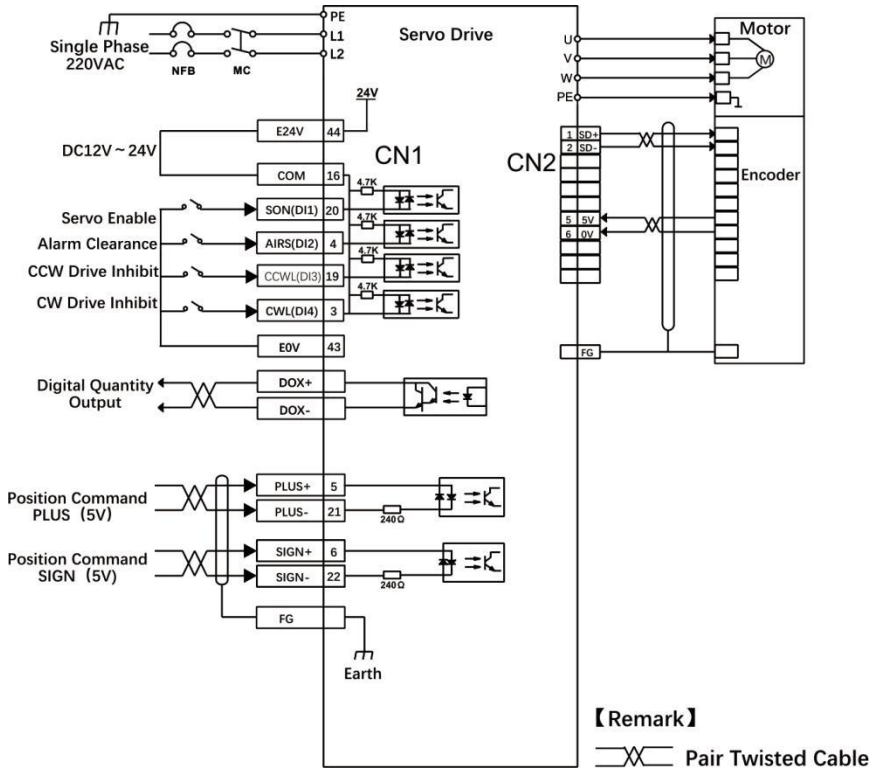 PE
L1
L2
Single Phase
220VAC
NFB
MC
Servo Drive
U
V
W
PE
Motor
M
24V
E24V 44
DC12V~24V
COM 16
CN1
4.7K
Servo Enable
SON(DI1) 20
4.7K
Alarm Clearance
AIRS(DI2) 4
4.7K
CCW Drive Inhibit
CCWL(DI3) 19
4.7K
CW Drive Inhibit
CWL(DI4) 3
E0V 43
CN2
1 SD+
2 SD-
5 5V
6 0V
FG
Encoder
Digital Quantity
Output
DOX+
DOX-
Position Command
PLUS (5V)
PLUS+ 5
PLUS- 21
240Ω
Position Command
SIGN (5V)
SIGN+ 6
SIGN- 22
240Ω
FG
Earth
【Remark】
Pair Twisted Cable